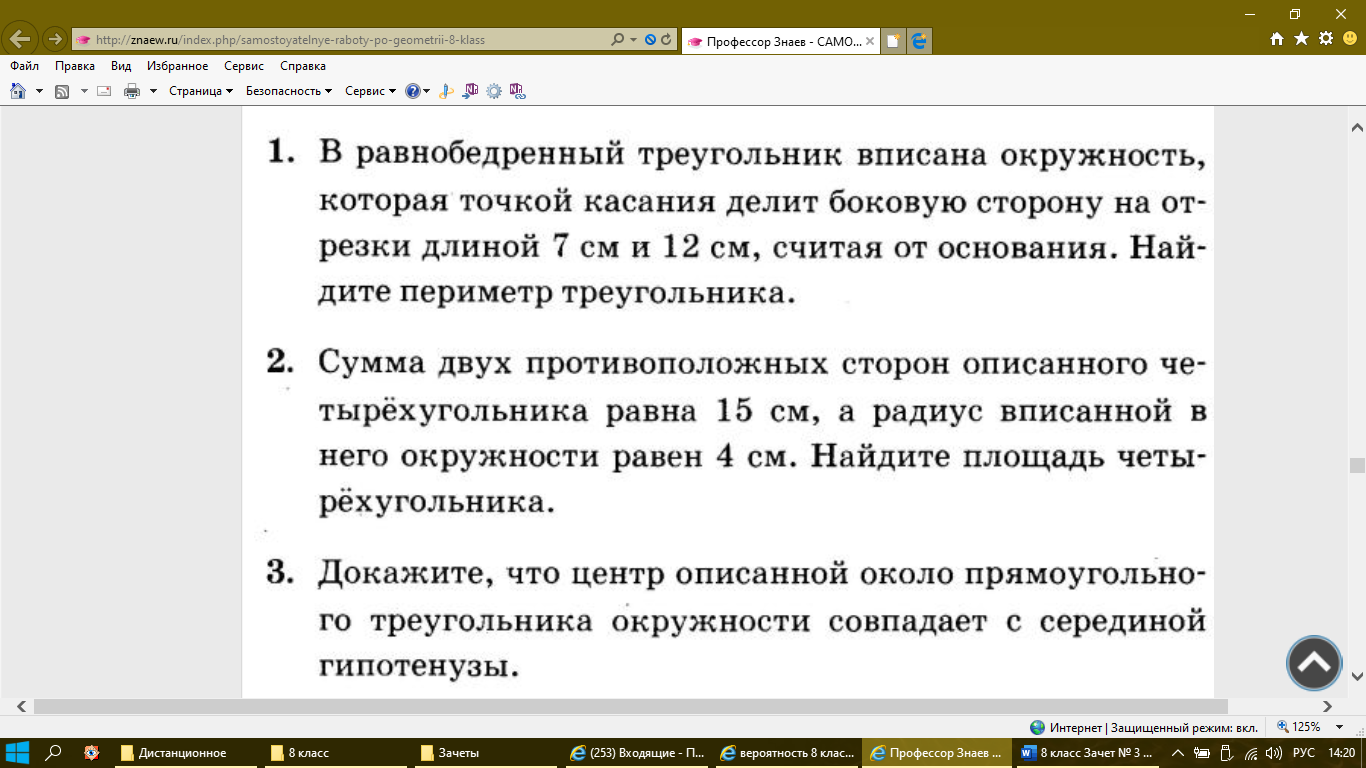 http://znaew.ru/index.php/samostoyatelnye-raboty-po-geometrii-8-klass
Профессор Знаев - САМО...
Файл Правка Вид Избранное Сервис Справка
Страница Безопасность Сервис
1. В равнобедренный треугольник вписана окружность,
которая точкой касания делит боковую сторону на от-
резки длиной 7 см и 12 см, считая от основания. Най-
дите периметр треугольника.
2. Сумма двух противоположных сторон описанного че-
тырёхугольника равна 15 см, а радиус вписанной в
него окружности равен 4 см. Найдите площадь четы-
рёхугольника.
3. Докажите, что центр описанной около прямоугольно-
го треугольника окружности совпадает с серединой
гипотенузы.
Интернет | Защищенный режим: вкл. 125%
Дистанционное 8 класс Зачеты (253) Входящие - П... вероятность 8 клас... Профессор Знаев ... 8 класс Зачет № 3 ... РУС 14:20